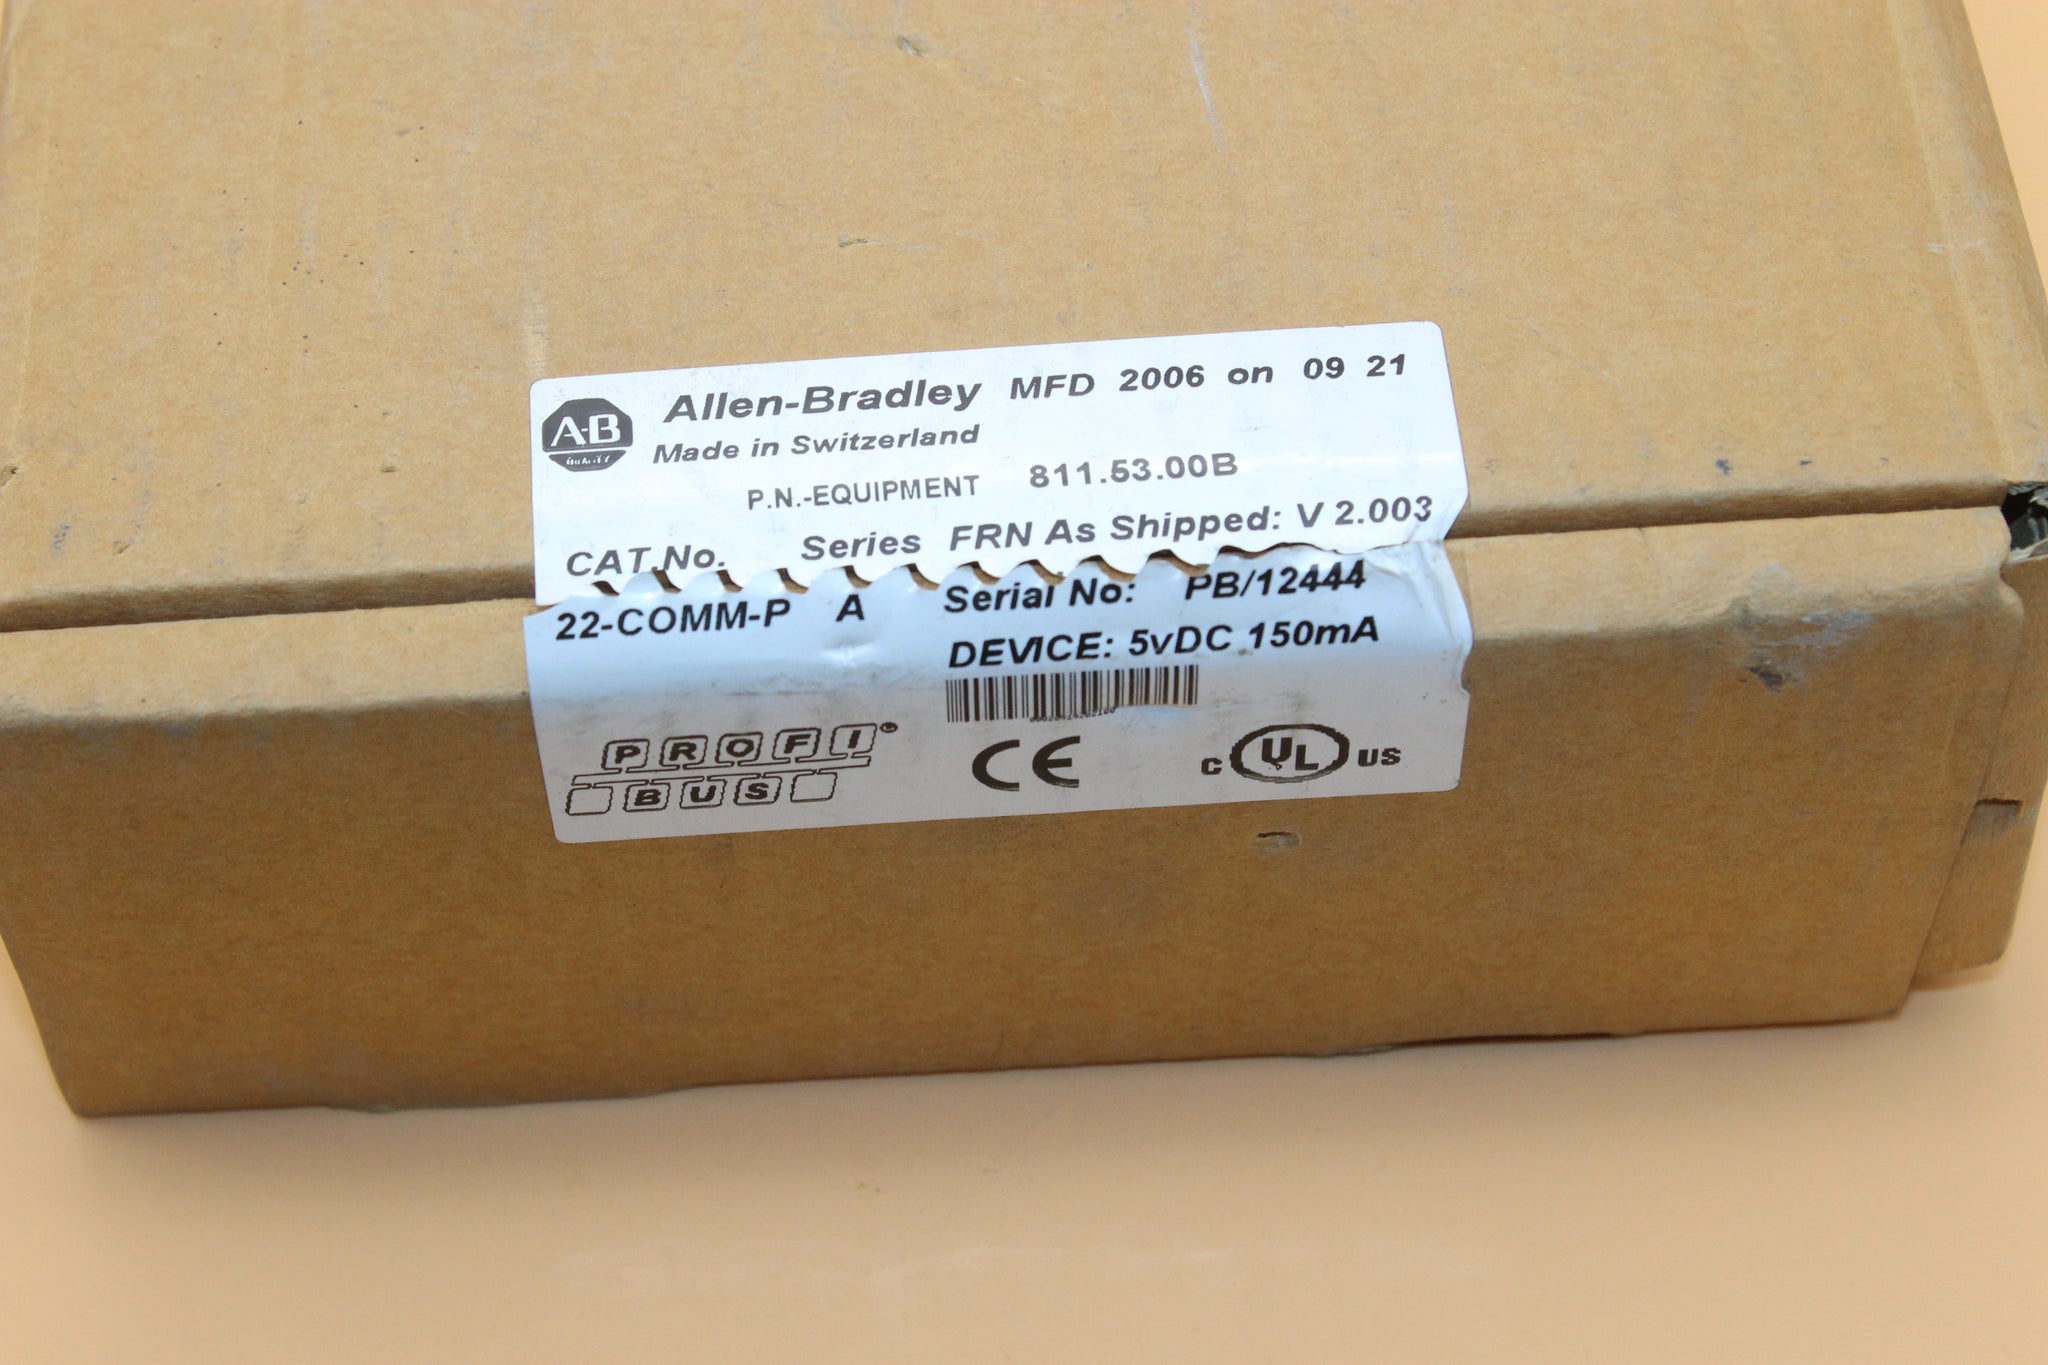 Allen-Bradley MFD 2006 on 09 21
A-B
QUALITY
Made in Switzerland
P.N.-EQUIPMENT 811.53.00B
CAT.No. Series FRN As Shipped: V 2.003
22-COMM-P A Serial No: PB/12444
DEVICE: 5vDC 150mA
PROFI®
BUS
CE
C UL US